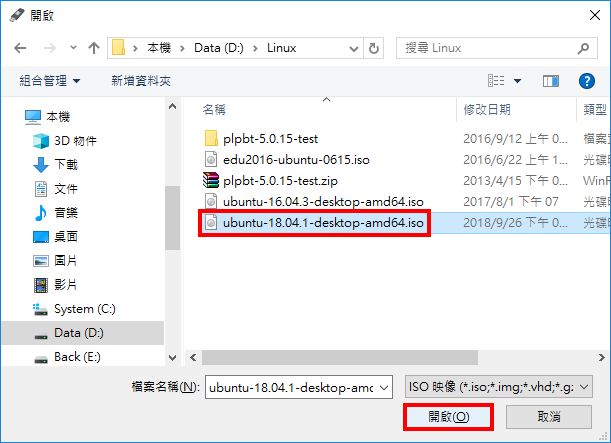 開啟
本機 > Data (D:) > Linux
搜尋 Linux
組合管理 新增資料夾
名稱 修改日期 類型
本機
3D 物件
下載
文件
音樂
桌面
圖片
影片
System (C:)
Data (D:)
Back (E:)
plpbt-5.0.15-test 2016/9/12 上午 0... 檔案
edu2016-ubuntu-0615.iso 2016/6/22 上午 1... 光碟
plpbt-5.0.15-test.zip 2013/4/15 下午 0... WinR
ubuntu-16.04.3-desktop-amd64.iso 2017/8/1 下午 07 光碟
ubuntu-18.04.1-desktop-amd64.iso 2018/9/26 下午 0... 光碟
檔案名稱(N): ubuntu-18.04.1-desktop-amd
ISO 映像 (*.iso;*.img;*.vhd;*.gz
開啟(O) 取消